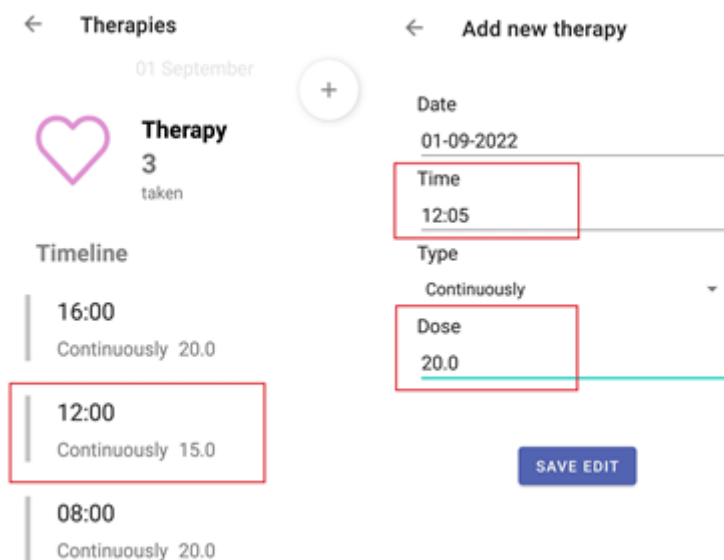 Therapies
01 September
+
Therapy
3
taken
Timeline
16:00
Continuously 20.0
12:00
Continuously 15.0
08:00
Continuously 20.0
Add new therapy
Date
01-09-2022
Time
12:05
Type
Continuously
Dose
20.0
SAVE EDIT